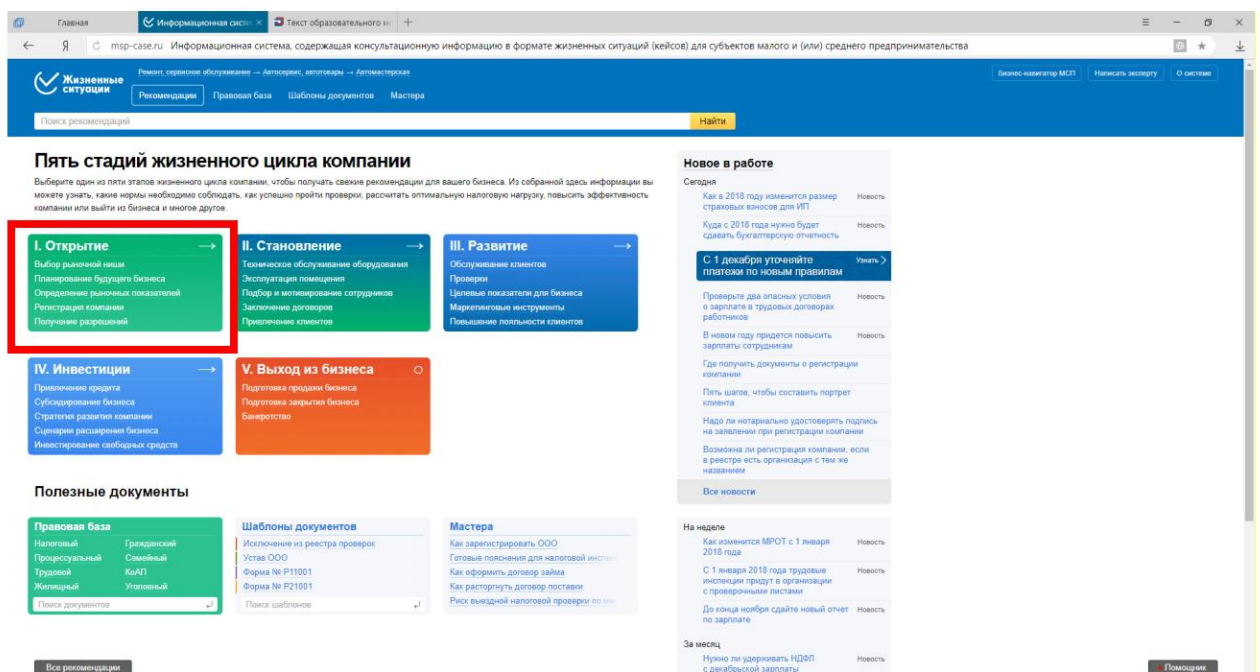 Главная
Информационная систе
Текст образовательного мо
Я
msp-case.ru Информационная система, содержащая консультационную информацию в формате жизненных ситуаций (кейсов) для субъектов малого и (или) среднего предпринимательства
Жизненные
ситуации
Ремонт, сервисное обслуживание → Автосервис, автотовары → Автомастерская
Бизнес-навигатор МСП Написать эксперту О системе
Рекомендации Правовая база Шаблоны документов Мастера
Поиск рекомендаций
Найти
Пять стадий жизненного цикла компании
Выберите один из пяти этапов жизненного цикла компании, чтобы получать свежие рекомендации для вашего бизнеса. Из собранной здесь информации вы
можете узнать, какие нормы необходимо соблюдать, как успешно пройти проверки, рассчитать оптимальную налоговую нагрузку, повысить эффективность
компании или выйти из бизнеса и многое другое.
I. Открытие →
Выбор рыночной ниши
Планирование будущего бизнеса
Определение рыночных показателей
Регистрация компании
Получение разрешений
II. Становление →
Техническое обслуживание оборудования
Эксплуатация помещения
Подбор и мотивирование сотрудников
Заключение договоров
Привлечение клиентов
III. Развитие →
Обслуживание клиентов
Проверки
Целевые показатели для бизнеса
Маркетинговые инструменты
Повышение лояльности клиентов
IV. Инвестиции →
Привлечение кредита
Субсидирование бизнеса
Стратегия развития компании
Сценарии расширения бизнеса
Инвестирование свободных средств
V. Выход из бизнеса
Подготовка продажи бизнеса
Подготовка закрытия бизнеса
Банкротство
Полезные документы
Правовая база
Налоговый Гражданский
Процессуальный Семейный
Трудовой КоАП
Жилищный Уголовный
Поиск документов
Шаблоны документов
Исключение из реестра проверок
Устав ООО
Форма № Р11001
Форма № Р21001
Поиск шаблонов
Мастера
Как зарегистрировать ООО
Готовые пояснения для налоговой инспе
Как оформить договор займа
Как расторгнуть договор поставки
Риск выездной налоговой проверки по
Новое в работе
Сегодня
Как в 2018 году изменится размер Новость
страховых взносов для ИП
Куда с 2018 года нужно будет Новость
сдавать бухгалтерскую отчетность
С 1 декабря уточняйте Узнать
платежи по новым правилам
Проверьте два опасных условия Новость
о зарплате в трудовых договорах
работников
В новом году придется повысить Новость
зарплаты сотрудникам
Где получить документы о регистрации
компании
Пять шагов, чтобы составить портрет
клиента
Надо ли нотариально удостоверять подпись
на заявлении при регистрации компании
Возможна ли регистрация компании, если
в реестре есть организация с тем же
названием
Все новости
На неделе
Как изменится МРОТ с 1 января Новость
2018 года
С 1 января 2018 года трудовые Новость
инспекции придут в организации
с проверочными листами
До конца ноября сдайте новый отчет Новость
по зарплате
За месяц
Нужно ли удерживать НДФЛ Новость
с декабрьской зарплаты
Все рекомендации
Помощник